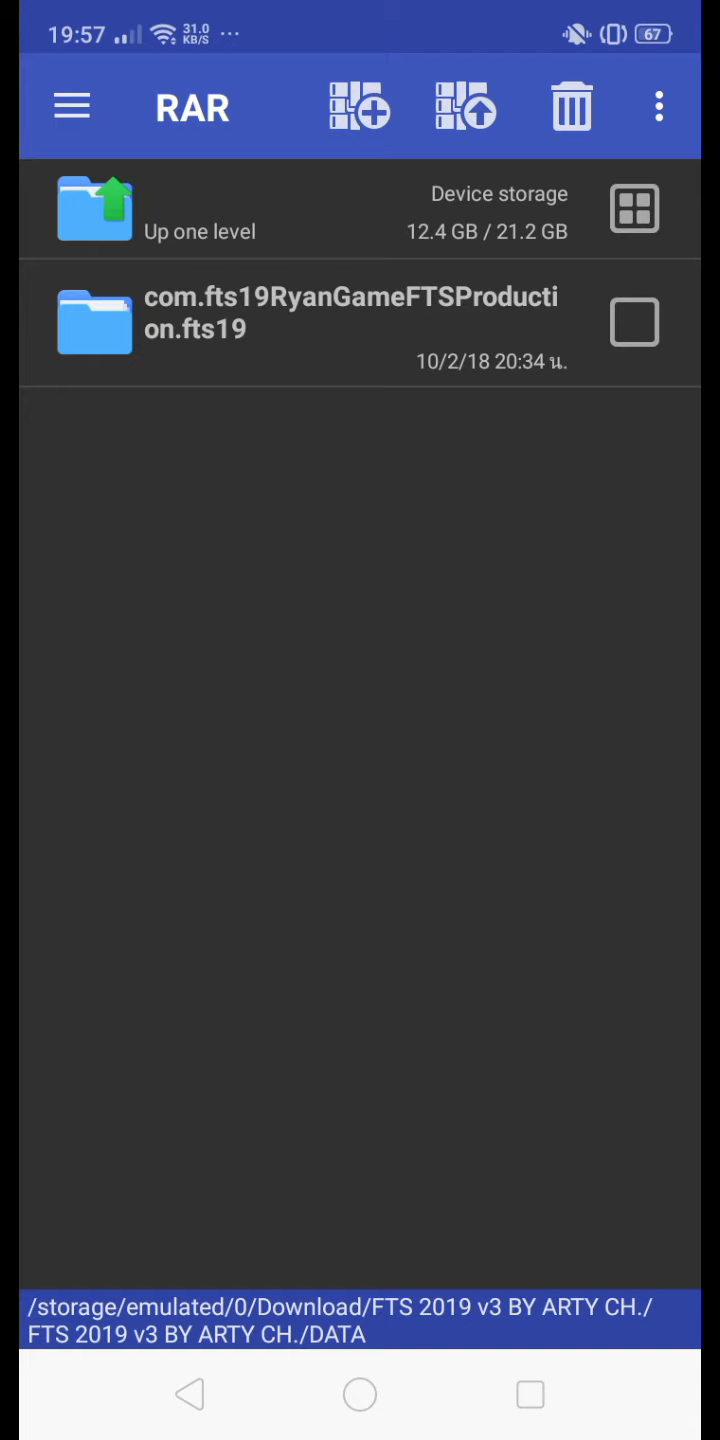 19:57 31.0 KB/S ... 67
RAR
Device storage
Up one level 12.4 GB / 21.2 GB
com.fts19RyanGameFTSProducti
on.fts19
10/2/18 20:34 น.
/storage/emulated/0/Download/FTS 2019 v3 BY ARTY CH./
FTS 2019 v3 BY ARTY CH./DATA